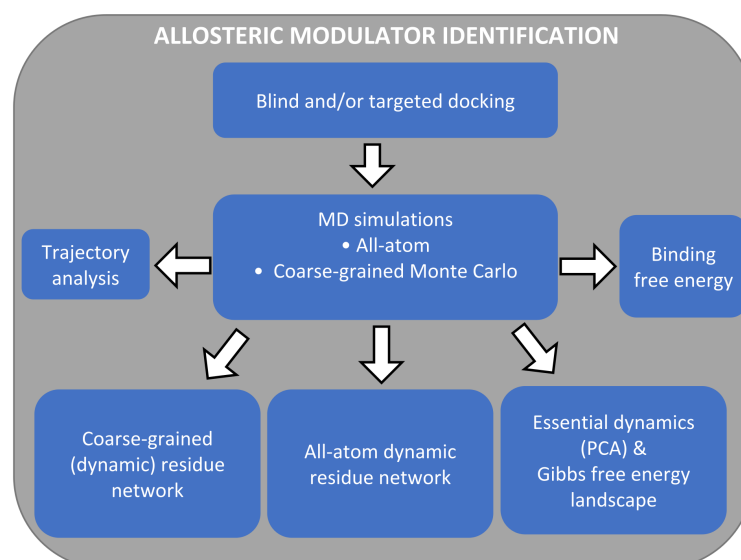 ALLOSTERIC MODULATOR IDENTIFICATION
Blind and/or targeted docking
MD simulations
• All-atom
• Coarse-grained Monte Carlo
Trajectory
analysis
Binding
free energy
Coarse-grained
(dynamic) residue
network
All-atom dynamic
residue network
Essential dynamics
(PCA) &
Gibbs free energy
landscape